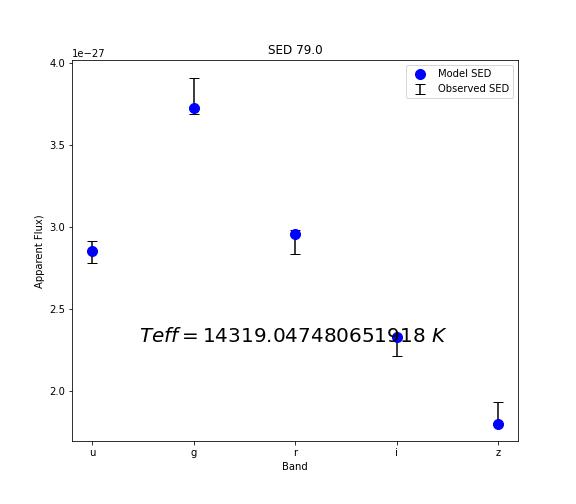 SED 79.0
1e−27
4.0
3.5
3.0
2.5
2.0
Apparent Flux)
Model SED
Observed SED
Teff = 14319.047480651918 K
u g r i z
Band